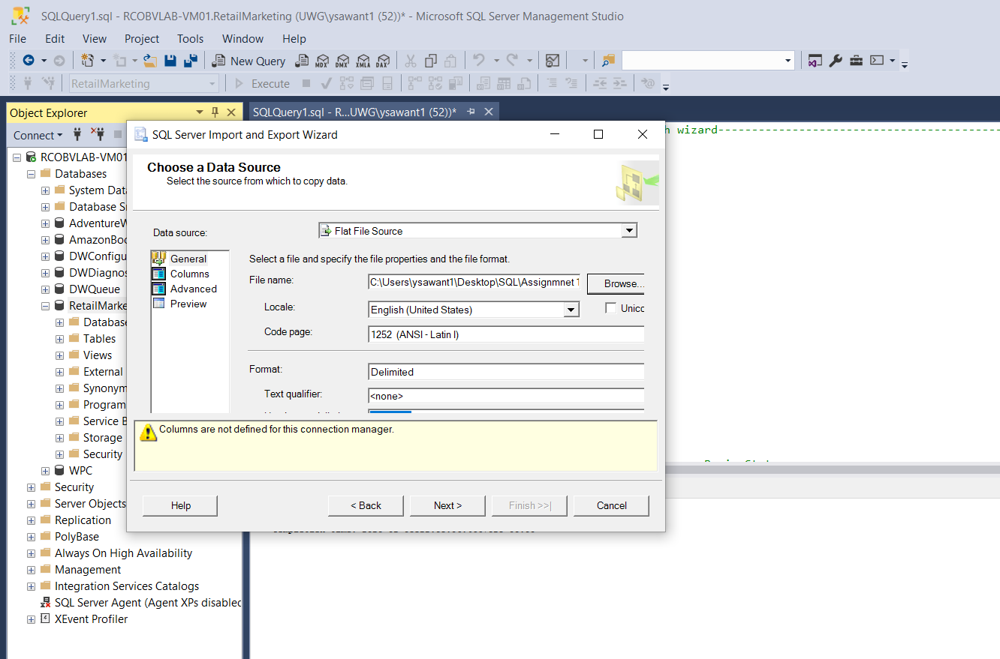 SQLQuery1.sql - RCOBVLAB-VM01.RetailMarketing (UWG\ysawant1 (52))* - Microsoft SQL Server Management Studio
File Edit View Project Tools Window Help
New Query MDX DMX XMLA DAX
RetailMarketing Execute
Object Explorer
SQLQuery1.sql - R...UWG\ysawant1 (52))*
Connect
h wizard------------------------------------------
RCOBVLAB-VM01
Databases
System Data
Database S
AdventureW
AmazonBoo
DWConfigu
DWDiagnos
DWQueue
RetailMarke
Database
Tables
Views
External
Synonym
Program
Service B
Storage
Security
WPC
Security
Server Objects
Replication
PolyBase
Always On High Availability
Management
Integration Services Catalogs
SQL Server Agent (Agent XPs disabled
XEvent Profiler
SQL Server Import and Export Wizard
Choose a Data Source
Select the source from which to copy data.
Data source: Flat File Source
General
Columns
Advanced
Preview
Select a file and specify the file properties and the file format.
File name: C:\Users\ysawant1\Desktop\SQL\Assignmnet 1 Browse...
Locale: English (United States) Unico
Code page: 1252 (ANSI - Latin I)
Format: Delimited
Text qualifier: <none>
Columns are not defined for this connection manager.
Help < Back Next > Finish >>| Cancel